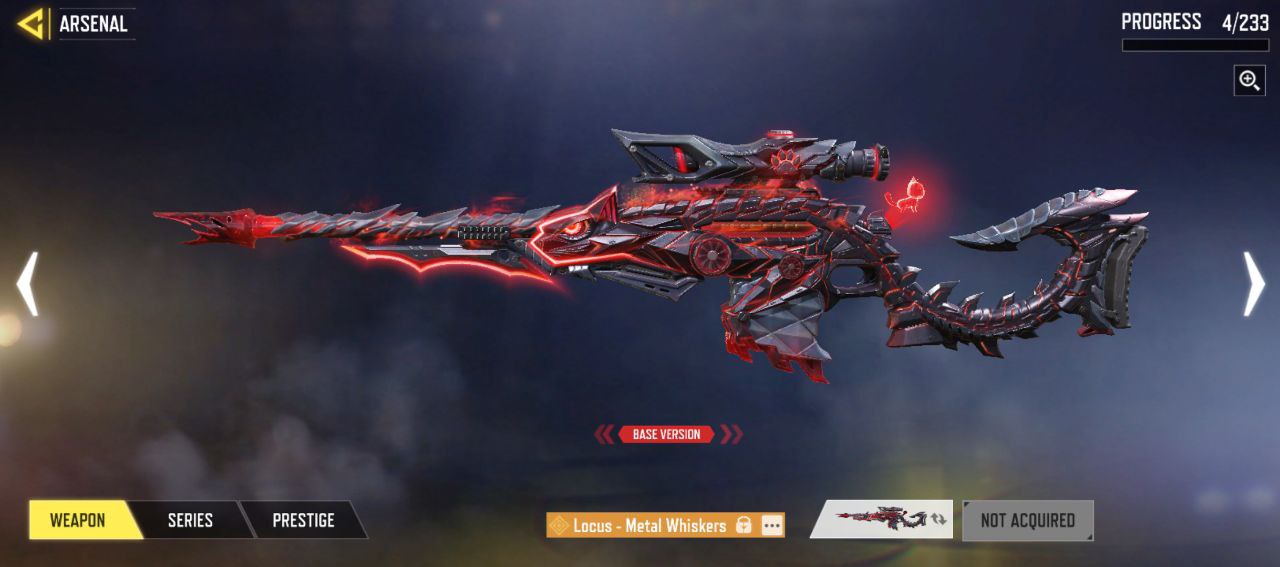 ARSENAL
PROGRESS 4/233
BASE VERSION
WEAPON
SERIES
PRESTIGE
Locus - Metal Whiskers
NOT ACQUIRED